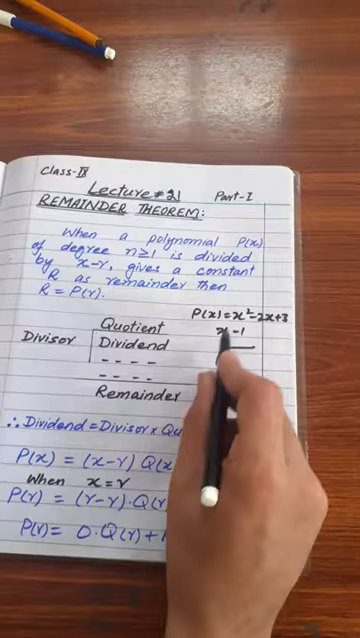 Class-IX
Lecture #21 Part-I
REMAINDER THEOREM:
When a polynomial P(x)
of degree n≥1 is divided
by x-r, gives a constant
R as remainder then
R = P(r).
P(x) = x²-2x+3
x-1
Quotient
Divisor Dividend
Remainder
∴ Dividend = Divisor x Qu
P(x) = (x-r) Q(x
When x=r
P(r) = (r-r)·Q(r)
P(r) = 0·Q(r)+